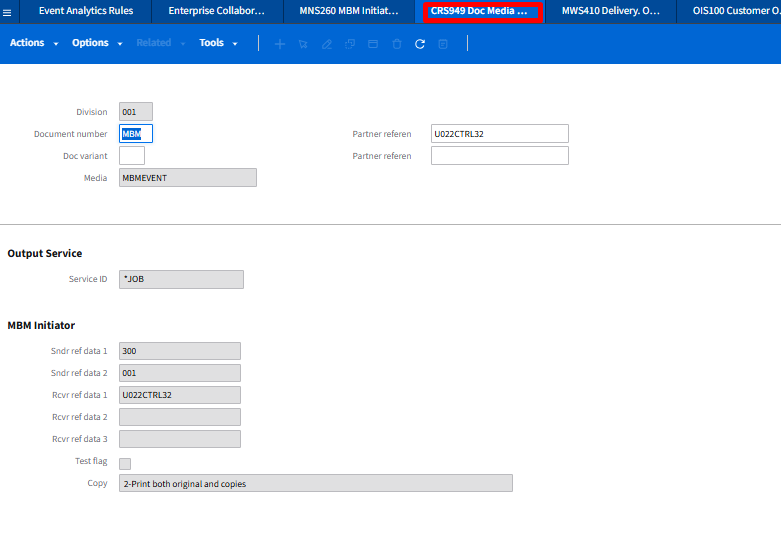 Event Analytics Rules Enterprise Collabor... MNS260 MBM Initiat... CRS949 Doc Media ... MWS410 Delivery. O... OIS100 Customer O.
Actions Options Related Tools
Division 001
Document number MBM Partner referen U022CTRL32
Doc variant Partner referen
Media MBMEVENT
Output Service
Service ID *JOB
MBM Initiator
Sndr ref data 1 300
Sndr ref data 2 001
Rcvr ref data 1 U022CTRL32
Rcvr ref data 2
Rcvr ref data 3
Test flag
Copy 2-Print both original and copies